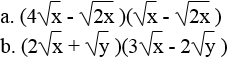 a. (4√x - √2x )(√x - √2x )
b. (2√x + √y )(3√x - 2√y )